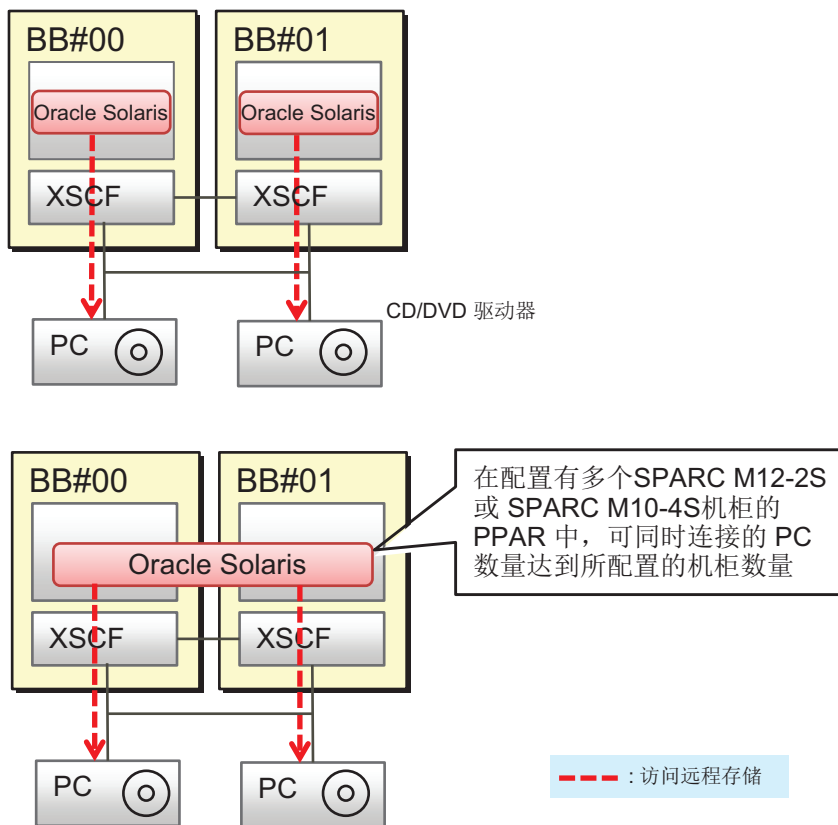 BB#00
BB#01
Oracle Solaris
Oracle Solaris
XSCF
XSCF
CD/DVD 驱动器
PC
PC
BB#00
BB#01
在配置有多个SPARC M12-2S
或 SPARC M10-4S机柜的
PPAR 中，可同时连接的 PC
数量达到所配置的机柜数量
Oracle Solaris
XSCF
XSCF
PC
PC
: 访问远程存储